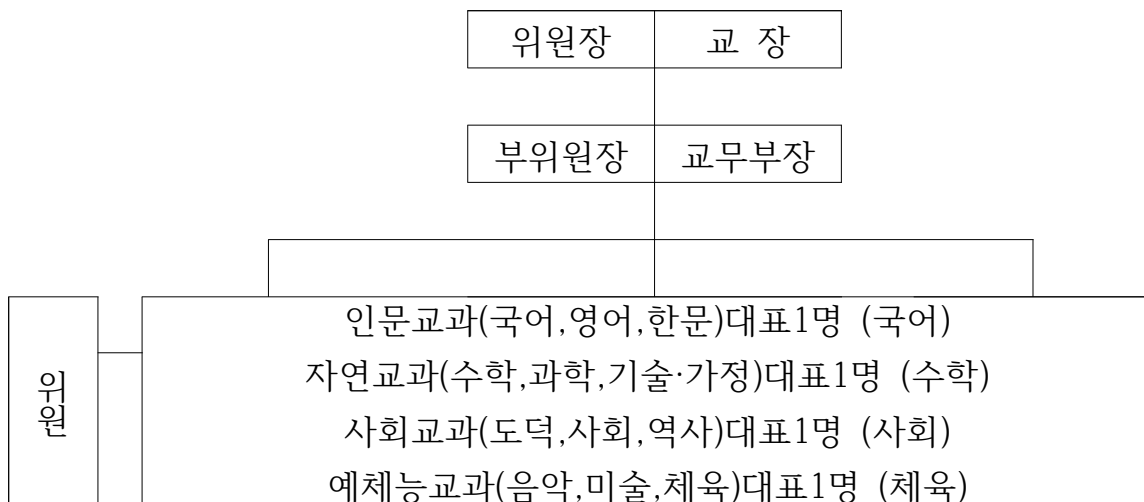 위원장 교 장
부위원장 교무부장
위원
인문교과(국어,영어,한문)대표1명 (국어)
자연교과(수학,과학,기술·가정)대표1명 (수학)
사회교과(도덕,사회,역사)대표1명 (사회)
예체능교과(음악,미술,체육)대표1명 (체육)